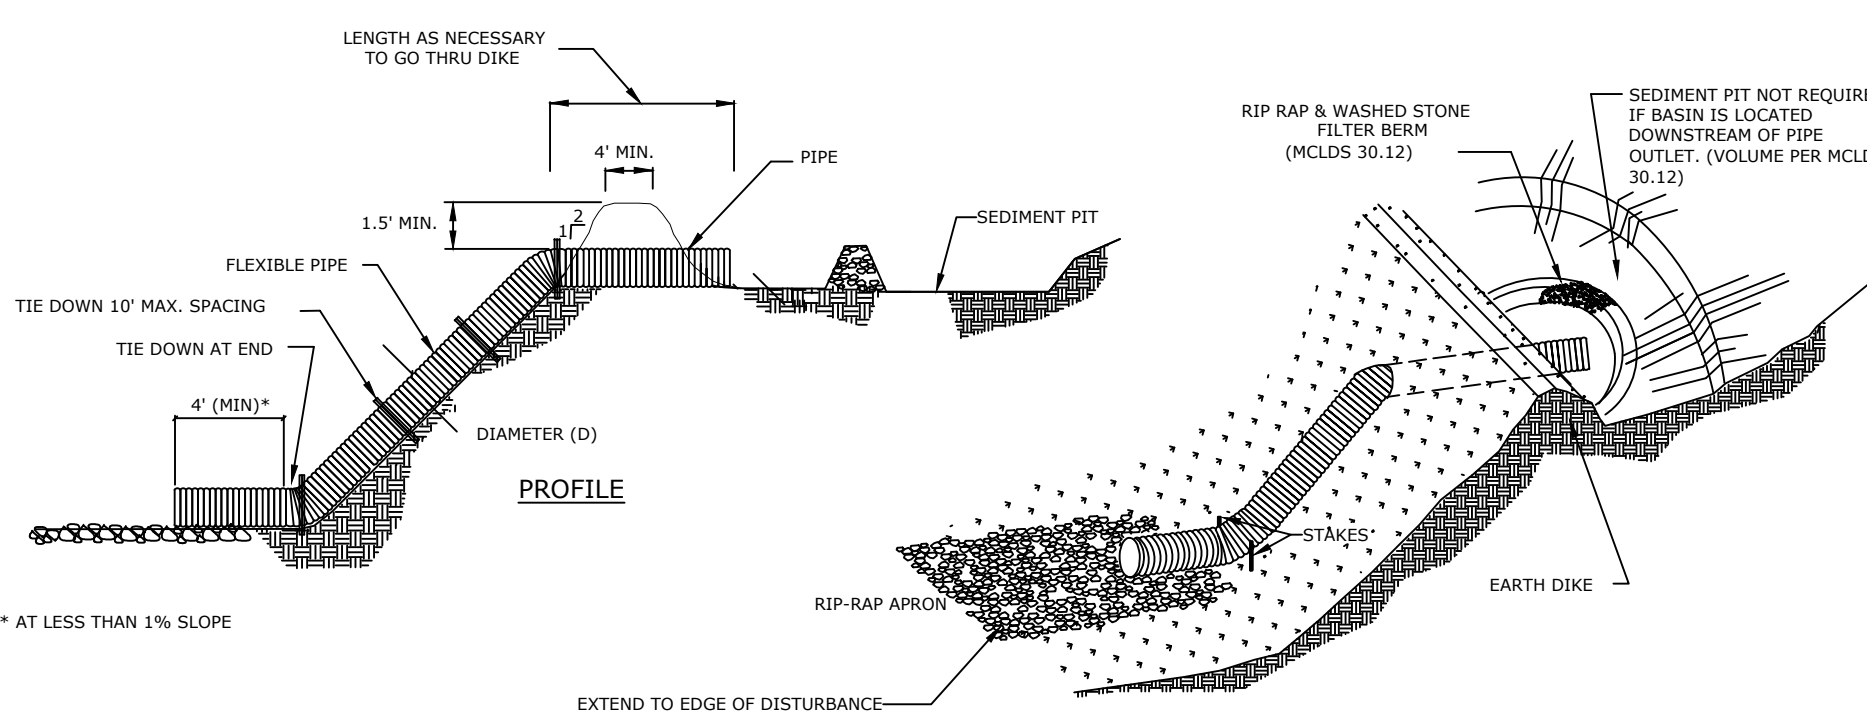 LENGTH AS NECESSARY
TO GO THRU DIKE
4' MIN.
PIPE
1.5' MIN.
2
1
SEDIMENT PIT
FLEXIBLE PIPE
TIE DOWN 10' MAX. SPACING
TIE DOWN AT END
4' (MIN)*
DIAMETER (D)
PROFILE
* AT LESS THAN 1% SLOPE
RIP RAP & WASHED STONE
FILTER BERM
(MCLDS 30.12)
SEDIMENT PIT NOT REQUIRE
IF BASIN IS LOCATED
DOWNSTREAM OF PIPE
OUTLET. (VOLUME PER MCLD
30.12)
STAKES
EARTH DIKE
RIP-RAP APRON
EXTEND TO EDGE OF DISTURBANCE